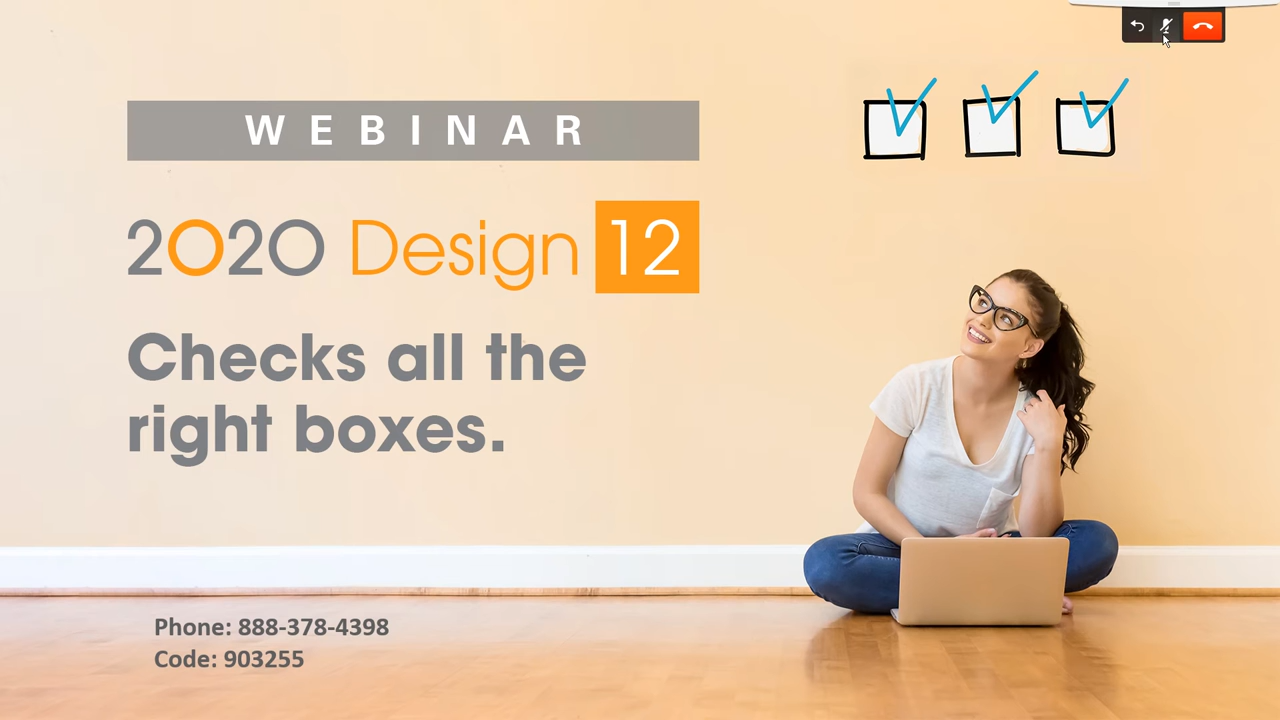 WEBINAR
2020 Design 12
Checks all the
right boxes.
Phone: 888-378-4398
Code: 903255